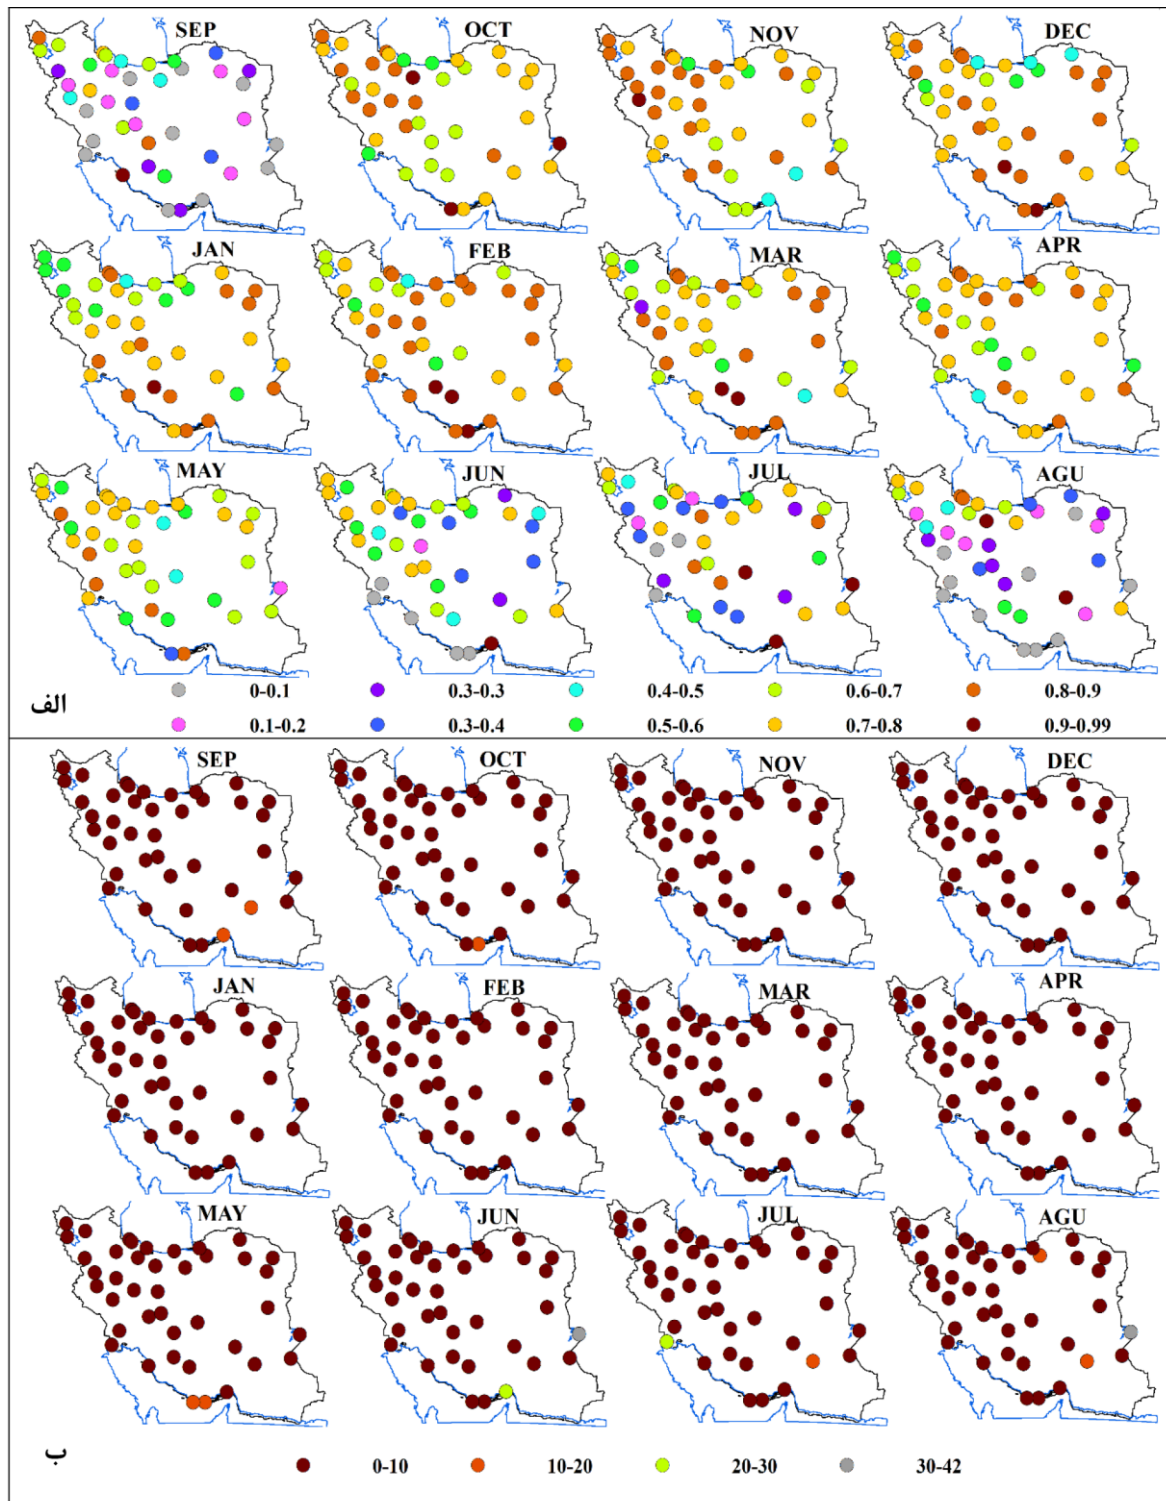 SEP OCT NOV DEC
JAN FEB MAR APR
MAY JUN JUL AGU
الف
0-0.1 0.3-0.3 0.4-0.5 0.6-0.7 0.8-0.9
0.1-0.2 0.3-0.4 0.5-0.6 0.7-0.8 0.9-0.99
SEP OCT NOV DEC
JAN FEB MAR APR
MAY JUN JUL AGU
ب
0-10 10-20 20-30 30-42